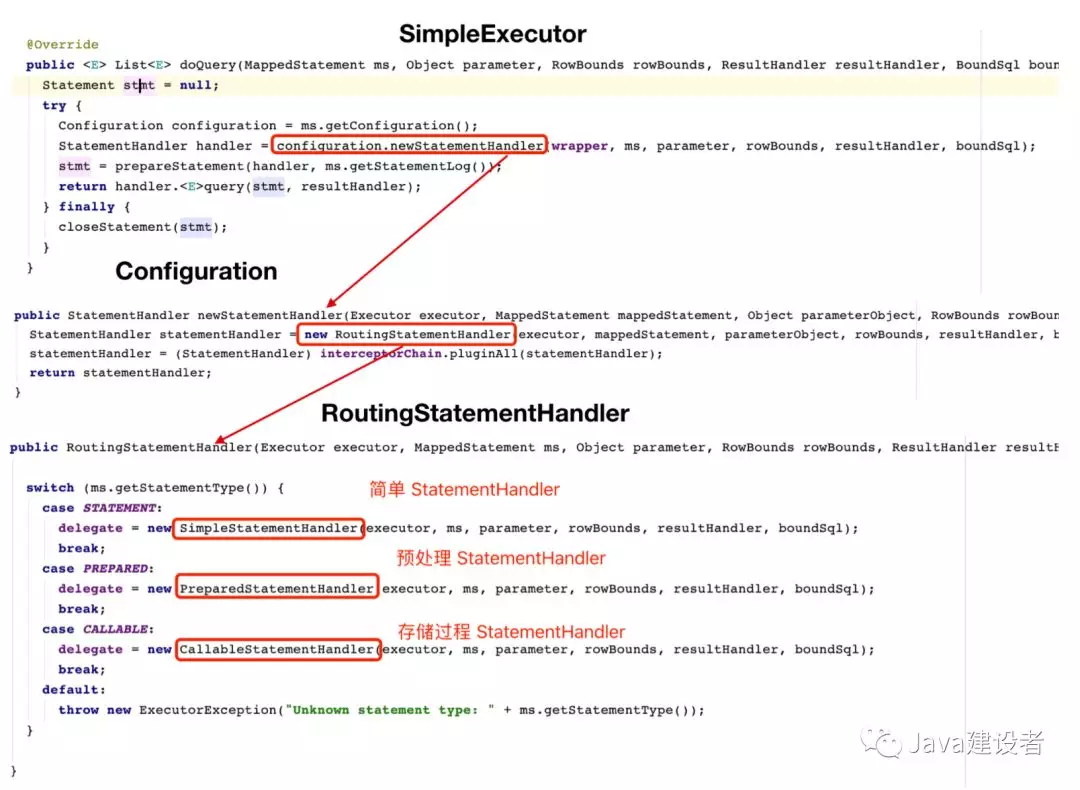 SimpleExecutor
@Override
public <E> List<E> doQuery(MappedStatement ms, Object parameter, RowBounds rowBounds, ResultHandler resultHandler, BoundSql boun
Statement stmt = null;
try {
Configuration configuration = ms.getConfiguration();
StatementHandler handler = configuration.newStatementHandler(wrapper, ms, parameter, rowBounds, resultHandler, boundSql);
stmt = prepareStatement(handler, ms.getStatementLog());
return handler.<E>query(stmt, resultHandler);
} finally {
closeStatement(stmt);
}
}
Configuration
public StatementHandler newStatementHandler(Executor executor, MappedStatement mappedStatement, Object parameterObject, RowBounds rowBoun
StatementHandler statementHandler = new RoutingStatementHandler(executor, mappedStatement, parameterObject, rowBounds, resultHandler, b
statementHandler = (StatementHandler) interceptorChain.pluginAll(statementHandler);
return statementHandler;
}
RoutingStatementHandler
public RoutingStatementHandler(Executor executor, MappedStatement ms, Object parameter, RowBounds rowBounds, ResultHandler resultH
switch (ms.getStatementType()) {
简单 StatementHandler
case STATEMENT:
delegate = new SimpleStatementHandler(executor, ms, parameter, rowBounds, resultHandler, boundSql);
break;
预处理 StatementHandler
case PREPARED:
delegate = new PreparedStatementHandler(executor, ms, parameter, rowBounds, resultHandler, boundSql);
break;
case CALLABLE:
存储过程 StatementHandler
delegate = new CallableStatementHandler(executor, ms, parameter, rowBounds, resultHandler, boundSql);
break;
default:
throw new ExecutorException("Unknown statement type: " + ms.getStatementType());
}
Java建设者
}